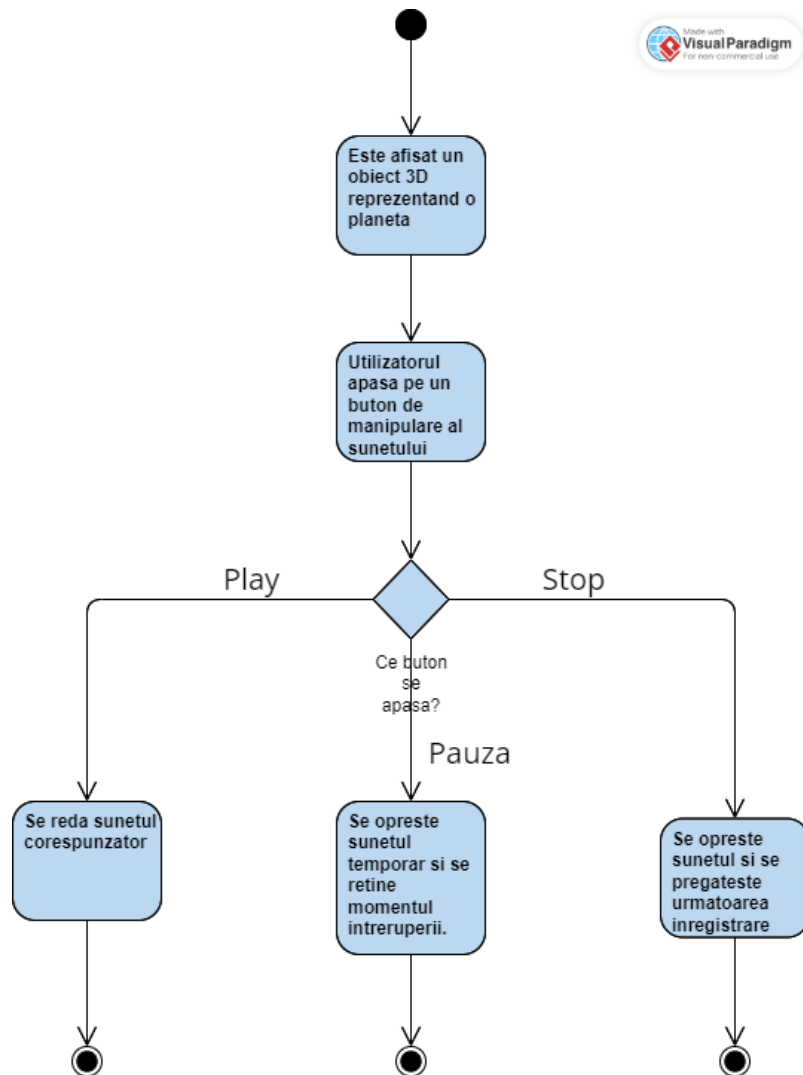 Made with
VisualParadigm
For non-commercial use
Este afisat un
obiect 3D
reprezentand o
planeta
Utilizatorul
apasa pe un
buton de
manipulare al
sunetului
Play
Stop
Ce buton
se
apasa?
Pauza
Se reda sunetul
corespunzator
Se opreste
sunetul
temporar si se
retine
momentul
intreruperii.
Se opreste
sunetul si se
pregateste
urmatoarea
inregistrare